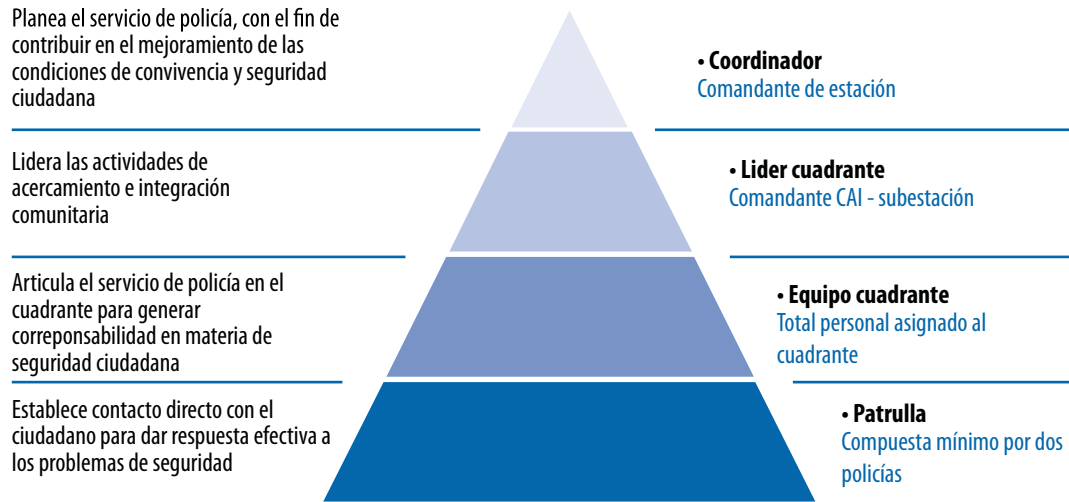 Planea el servicio de policía, con el fin de
contribuir en el mejoramiento de las
condiciones de convivencia y seguridad
ciudadana
• Coordinador
Comandante de estación
Lidera las actividades de
acercamiento e integración
comunitaria
• Lider cuadrante
Comandante CAI - subestación
Articula el servicio de policía en el
cuadrante para generar
correponsabilidad en materia de
seguridad ciudadana
• Equipo cuadrante
Total personal asignado al
cuadrante
Establece contacto directo con el
ciudadano para dar respuesta efectiva a
los problemas de seguridad
• Patrulla
Compuesta mínimo por dos
policías